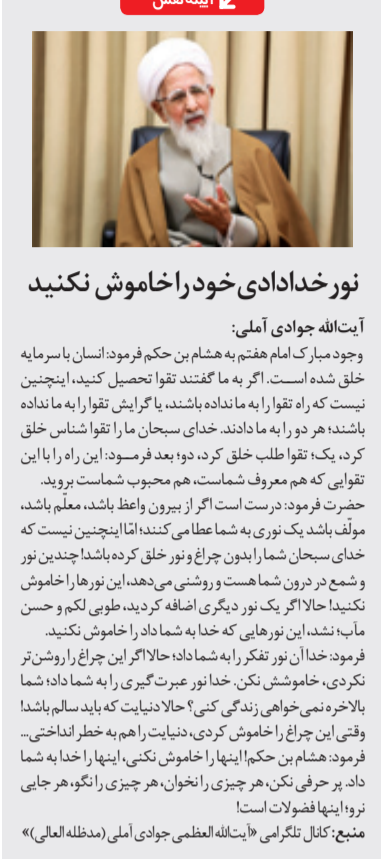 آیینه نفس
نور خدادادی خود را خاموش نکنید
آیت‌الله جوادی آملی:
وجود مبارک امام هفتم به هشام بن حکم فرمود: انسان با سرمایه
خلق شده است. اگر به ما گفتند تقوا تحصیل کنید، اینچنین
نیست که راه تقوا را به ما نداده باشند، یا گرایش تقوا را به ما نداده
باشند؛ هر دو را به ما دادند. خدای سبحان ما را تقوا شناس خلق
کرد، یک؛ تقوا طلب خلق کرد، دو؛ بعد فرمود: این راه را با این
تقوایی که هم معروف شماست، هم محبوب شماست بروید.
حضرت فرمود: درست است اگر از بیرون واعظ باشد، معلّم باشد،
مولّف باشد یک نوری به شما عطا می‌کنند؛ امّا اینچنین نیست که
خدای سبحان شما را بدون چراغ و نور خلق کرده باشد! چندین نور
و شمع در درون شما هست و روشنی می‌دهد، این نورها را خاموش
نکنید! حالا اگر یک نور دیگری اضافه کردید، طوبی لکم و حسن
مآب؛ نشد، این نورهایی که خدا به شما داد را خاموش نکنید.
فرمود: خدا آن نور تفکر را به شما داد؛ حالا اگر این چراغ را روشن‌تر
نکردی، خاموشش نکن. خدا نور عبرت‌گیری را به شما داد؛ شما
بالاخره نمی‌خواهی زندگی کنی؟ حالا دنیایت که باید سالم باشد!
وقتی این چراغ را خاموش کردی، دنیایت را هم به خطر انداختی...
فرمود: هشام بن حکم! اینها را خاموش نکنی، اینها را خدا به شما
داد. پر حرفی نکن، هر چیزی را نخوان، هر چیزی را نگو، هر جایی
نرو؛ اینها فضولات است!
منبع: کانال تلگرامی «آیت‌الله العظمی جوادی آملی (مدظله العالی)»